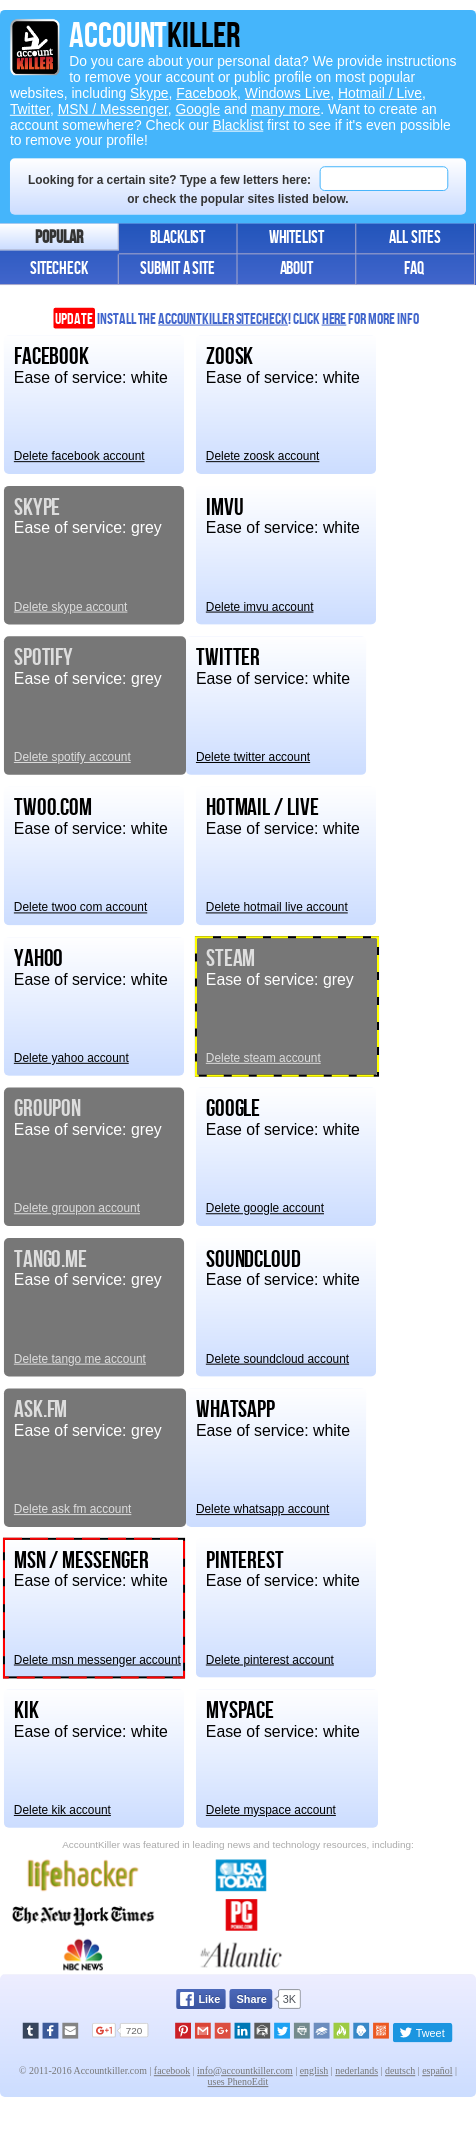 ACCOUNTKILLER
account
KILLER
Do you care about your personal data? We provide instructions
to remove your account or public profile on most popular
websites, including Skype, Facebook, Windows Live, Hotmail / Live,
Twitter, MSN / Messenger, Google and many more. Want to create an
account somewhere? Check our Blacklist first to see if it's even possible
to remove your profile!
Looking for a certain site? Type a few letters here:
or check the popular sites listed below.
POPULAR BLACKLIST WHITELIST ALL SITES
SITECHECK SUBMIT A SITE ABOUT FAQ
UPDATE INSTALL THE ACCOUNTKILLER SITECHECK! CLICK HERE FOR MORE INFO
FACEBOOK
Ease of service: white
Delete facebook account
ZOOSK
Ease of service: white
Delete zoosk account
SKYPE
Ease of service: grey
Delete skype account
IMVU
Ease of service: white
Delete imvu account
SPOTIFY
Ease of service: grey
Delete spotify account
TWITTER
Ease of service: white
Delete twitter account
TWOO.COM
Ease of service: white
Delete twoo com account
HOTMAIL / LIVE
Ease of service: white
Delete hotmail live account
YAHOO
Ease of service: white
Delete yahoo account
STEAM
Ease of service: grey
Delete steam account
GROUPON
Ease of service: grey
Delete groupon account
GOOGLE
Ease of service: white
Delete google account
TANGO.ME
Ease of service: grey
Delete tango me account
SOUNDCLOUD
Ease of service: white
Delete soundcloud account
ASK.FM
Ease of service: grey
Delete ask fm account
WHATSAPP
Ease of service: white
Delete whatsapp account
MSN / MESSENGER
Ease of service: white
Delete msn messenger account
PINTEREST
Ease of service: white
Delete pinterest account
KIK
Ease of service: white
Delete kik account
MYSPACE
Ease of service: white
Delete myspace account
AccountKiller was featured in leading news and technology resources, including:
lifehacker
USA
TODAY
The New York Times
PC
NBC NEWS
the Atlantic
Like Share 3K
+1 720
Tweet
© 2011-2016 Accountkiller.com | facebook | info@accountkiller.com | english | nederlands | deutsch | español |
uses PhenoEdit